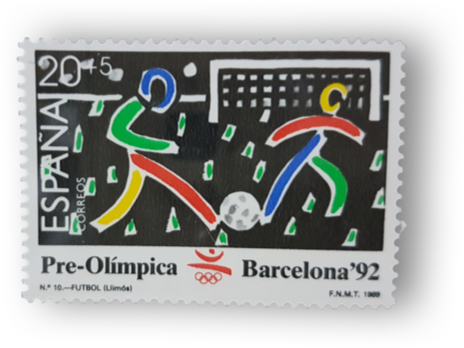 20+5
ESPAÑA
CORREOS
Pre-Olímpica Barcelona'92
N.º 10.—FUTBOL (Llimós)
F.N.M.T. 1989